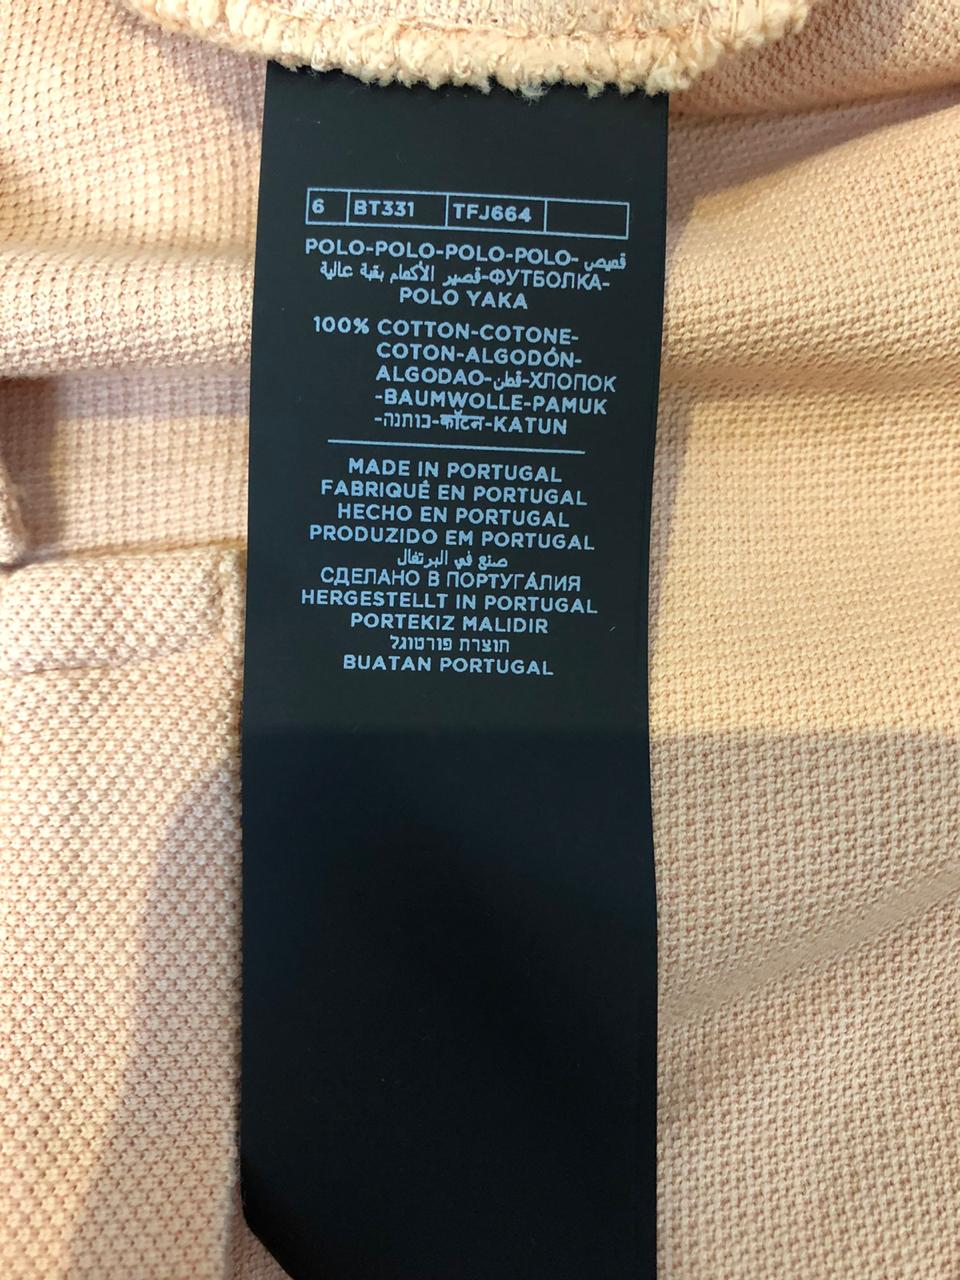 6 BT331 TFJ664
POLO-POLO-POLO-POLO- قميص
قصير الأكمام بقبة عالية-ФУТБОЛКА-
POLO YAKA
100% COTTON-COTONE-
COTON-ALGODÓN-
ALGODAO-قطن-ХЛОПОК
-BAUMWOLLE-PAMUK
-כותנה-कॉटन-KATUN
MADE IN PORTUGAL
FABRIQUÉ EN PORTUGAL
HECHO EN PORTUGAL
PRODUZIDO EM PORTUGAL
صنع في البرتغال
СДЕЛАНО В ПОРТУГА́ЛИЯ
HERGESTELLT IN PORTUGAL
PORTEKIZ MALIDIR
תוצרת פורטוגל
BUATAN PORTUGAL